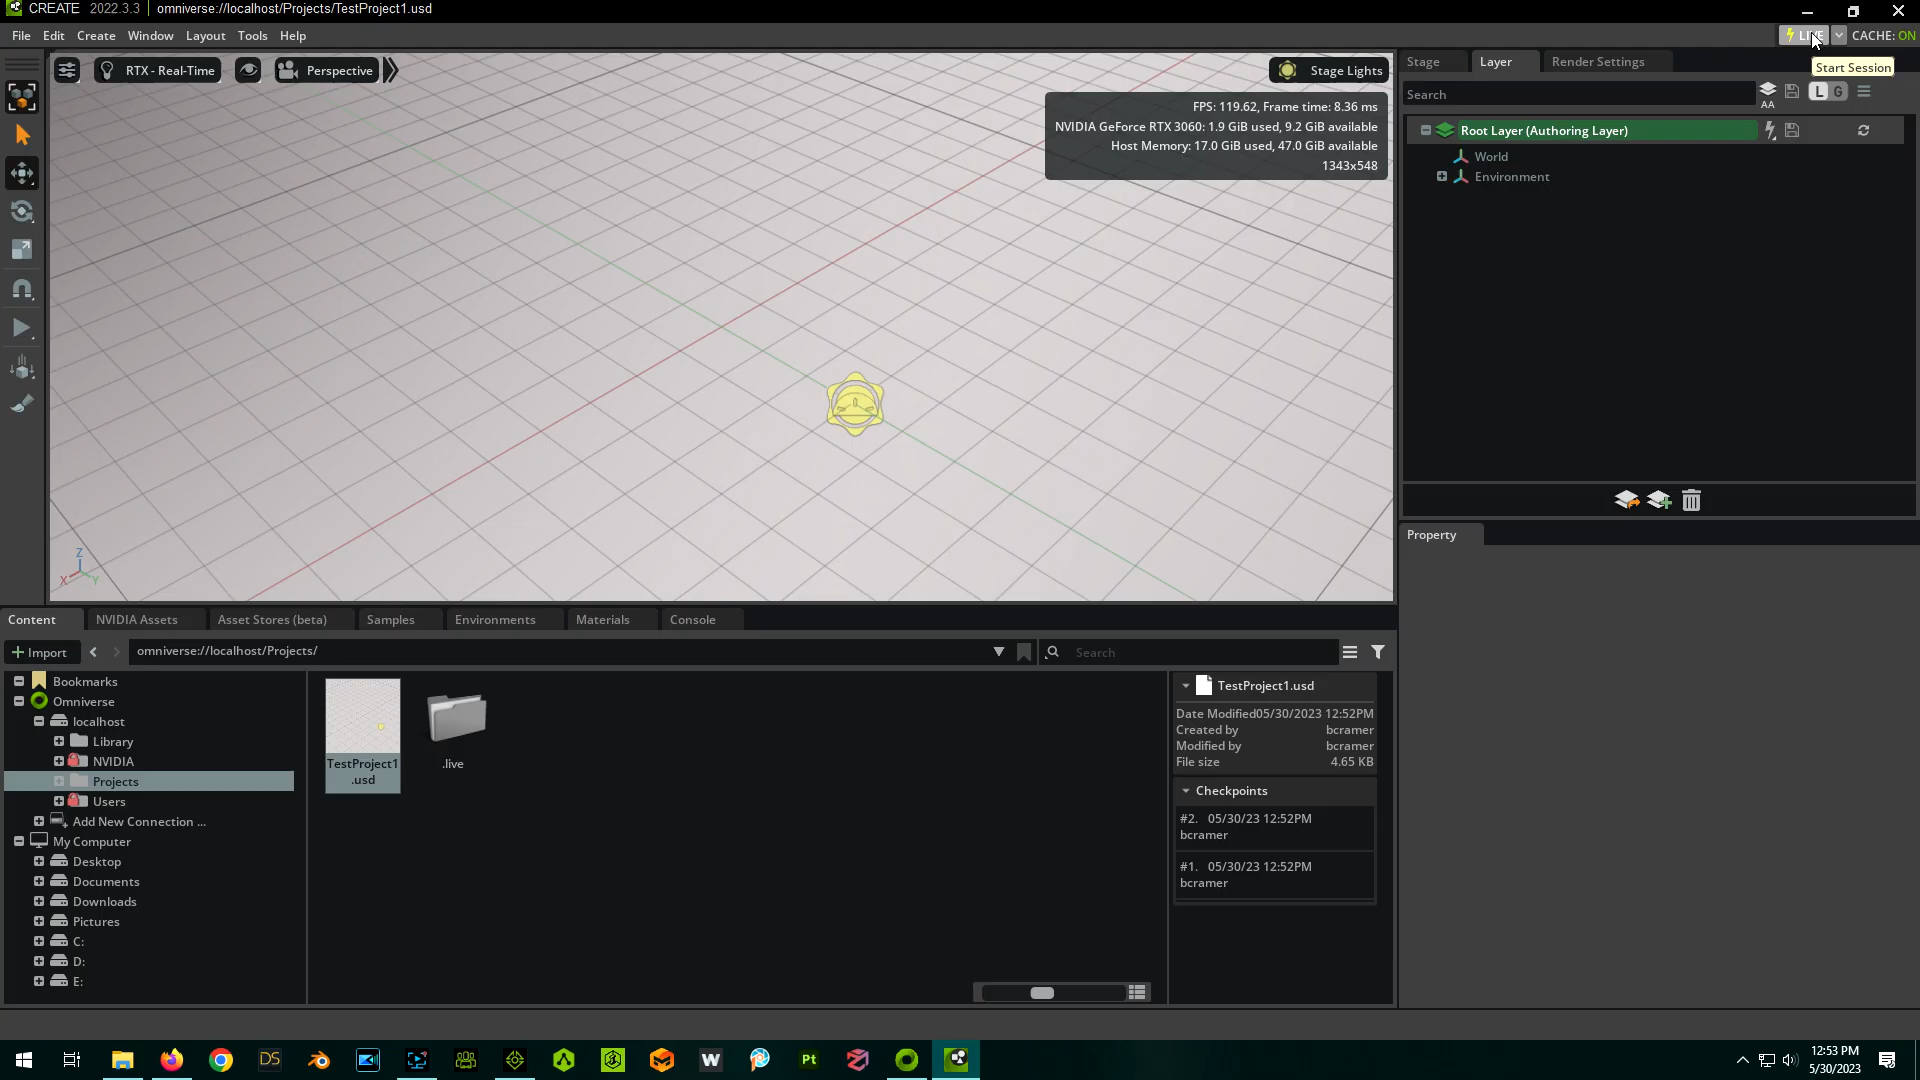 CREATE 2022.3.3 omniverse://localhost/Projects/TestProject1.usd
File Edit Create Window Layout Tools Help
LIVE CACHE: ON
Start Session
RTX - Real-Time Perspective Stage Lights
FPS: 119.62, Frame time: 8.36 ms
NVIDIA GeForce RTX 3060: 1.9 GiB used, 9.2 GiB available
Host Memory: 17.0 GiB used, 47.0 GiB available
1343x548
Z
X Y
Stage Layer Render Settings
Search
AA
L G
Root Layer (Authoring Layer)
World
Environment
Property
Content NVIDIA Assets Asset Stores (beta) Samples Environments Materials Console
Import omniverse://localhost/Projects/ Search
Bookmarks
Omniverse
localhost
Library
NVIDIA
Projects
Users
Add New Connection ...
My Computer
Desktop
Documents
Downloads
Pictures
C:
D:
E:
TestProject1
.usd
.live
TestProject1.usd
Date Modified05/30/2023 12:52PM
Created by bcramer
Modified by bcramer
File size 4.65 KB
Checkpoints
#2. 05/30/23 12:52PM
bcramer
#1. 05/30/23 12:52PM
bcramer
DS
W
Pt
12:53 PM
5/30/2023